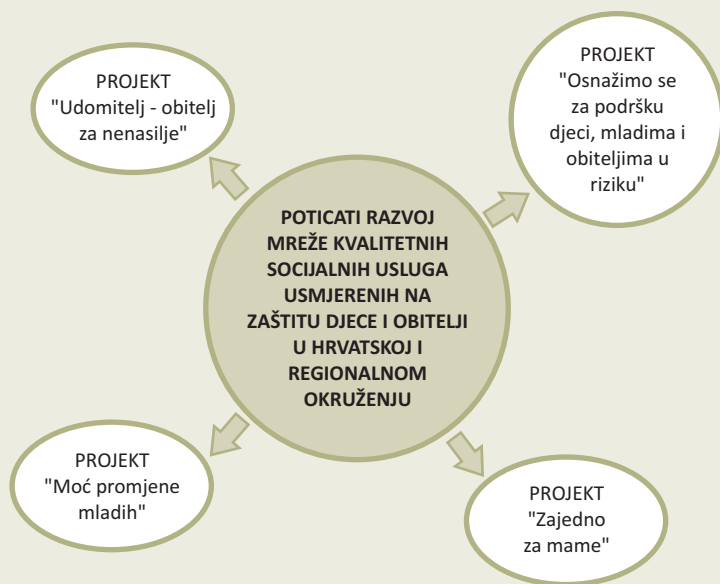 PROJEKT
"Udomitelj - obitelj
za nenasilje"
PROJEKT
"Osnažimo se
za podršku
djeci, mladima i
obiteljima u
riziku"
POTICATI RAZVOJ
MREŽE KVALITETNIH
SOCIJALNIH USLUGA
USMJERENIH NA
ZAŠTITU DJECE I OBITELJI
U HRVATSKOJ I
REGIONALNOM
OKRUŽENJU
PROJEKT
"Moć promjene
mladih"
PROJEKT
"Zajedno
za mame"